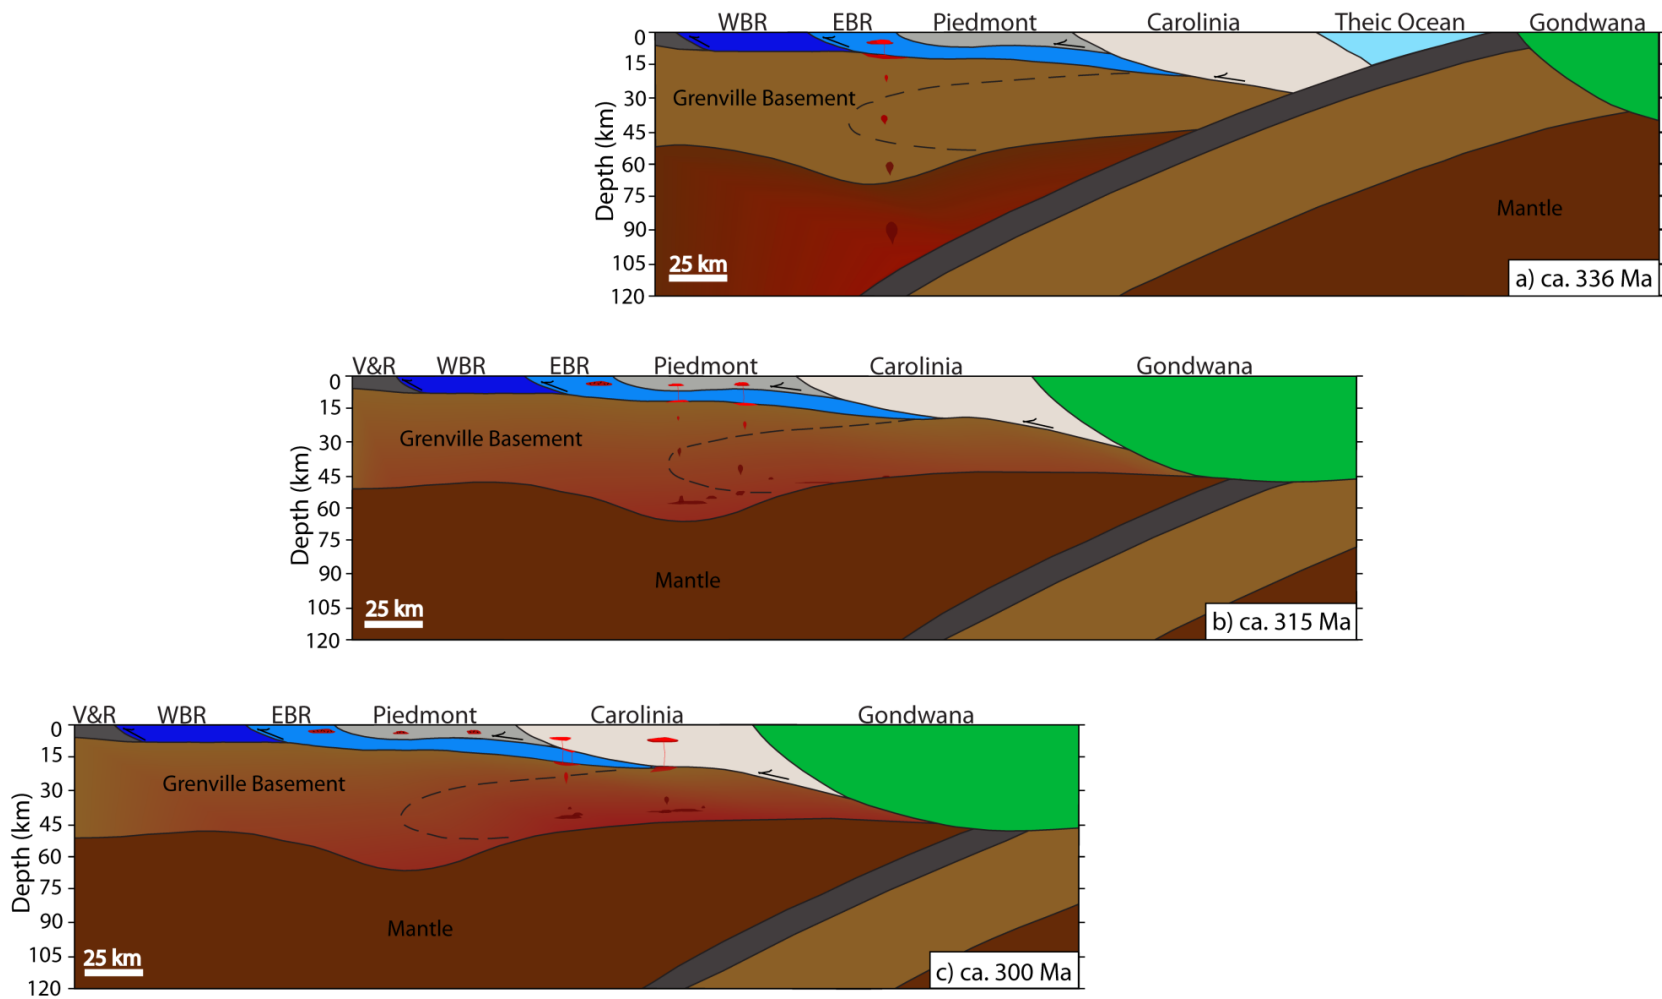 WBR EBR Piedmont Carolinia Theic Ocean Gondwana
Depth (km)
0
15
30
45
60
75
90
105
120
Grenville Basement
Mantle
25 km
a) ca. 336 Ma
V&R WBR EBR Piedmont Carolinia Gondwana
Depth (km)
0
15
30
45
60
75
90
105
120
Grenville Basement
Mantle
25 km
b) ca. 315 Ma
V&R WBR EBR Piedmont Carolinia Gondwana
Depth (km)
0
15
30
45
60
75
90
105
120
Grenville Basement
Mantle
25 km
c) ca. 300 Ma